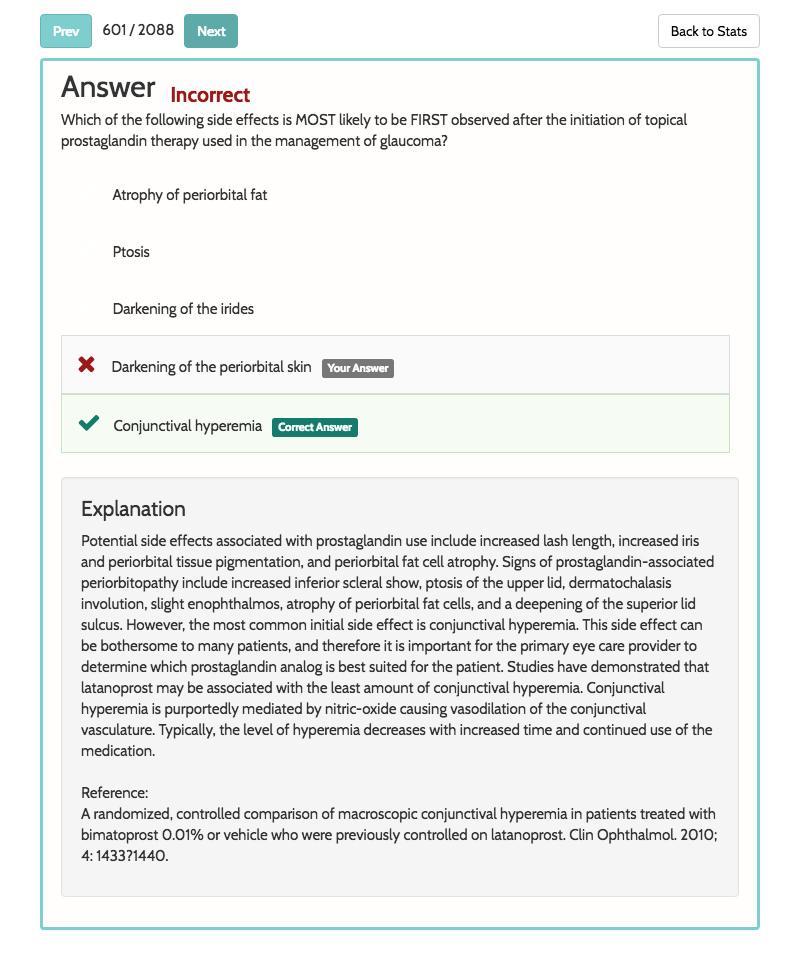 Prev 601 / 2088 Next Back to Stats
Answer Incorrect
Which of the following side effects is MOST likely to be FIRST observed after the initiation of topical
prostaglandin therapy used in the management of glaucoma?
Atrophy of periorbital fat
Ptosis
Darkening of the irides
Darkening of the periorbital skin Your Answer
Conjunctival hyperemia Correct Answer
Explanation
Potential side effects associated with prostaglandin use include increased lash length, increased iris
and periorbital tissue pigmentation, and periorbital fat cell atrophy. Signs of prostaglandin-associated
periorbitopathy include increased inferior scleral show, ptosis of the upper lid, dermatochalasis
involution, slight enophthalmos, atrophy of periorbital fat cells, and a deepening of the superior lid
sulcus. However, the most common initial side effect is conjunctival hyperemia. This side effect can
be bothersome to many patients, and therefore it is important for the primary eye care provider to
determine which prostaglandin analog is best suited for the patient. Studies have demonstrated that
latanoprost may be associated with the least amount of conjunctival hyperemia. Conjunctival
hyperemia is purportedly mediated by nitric-oxide causing vasodilation of the conjunctival
vasculature. Typically, the level of hyperemia decreases with increased time and continued use of the
medication.
Reference:
A randomized, controlled comparison of macroscopic conjunctival hyperemia in patients treated with
bimatoprost 0.01% or vehicle who were previously controlled on latanoprost. Clin Ophthalmol. 2010;
4: 1433?1440.